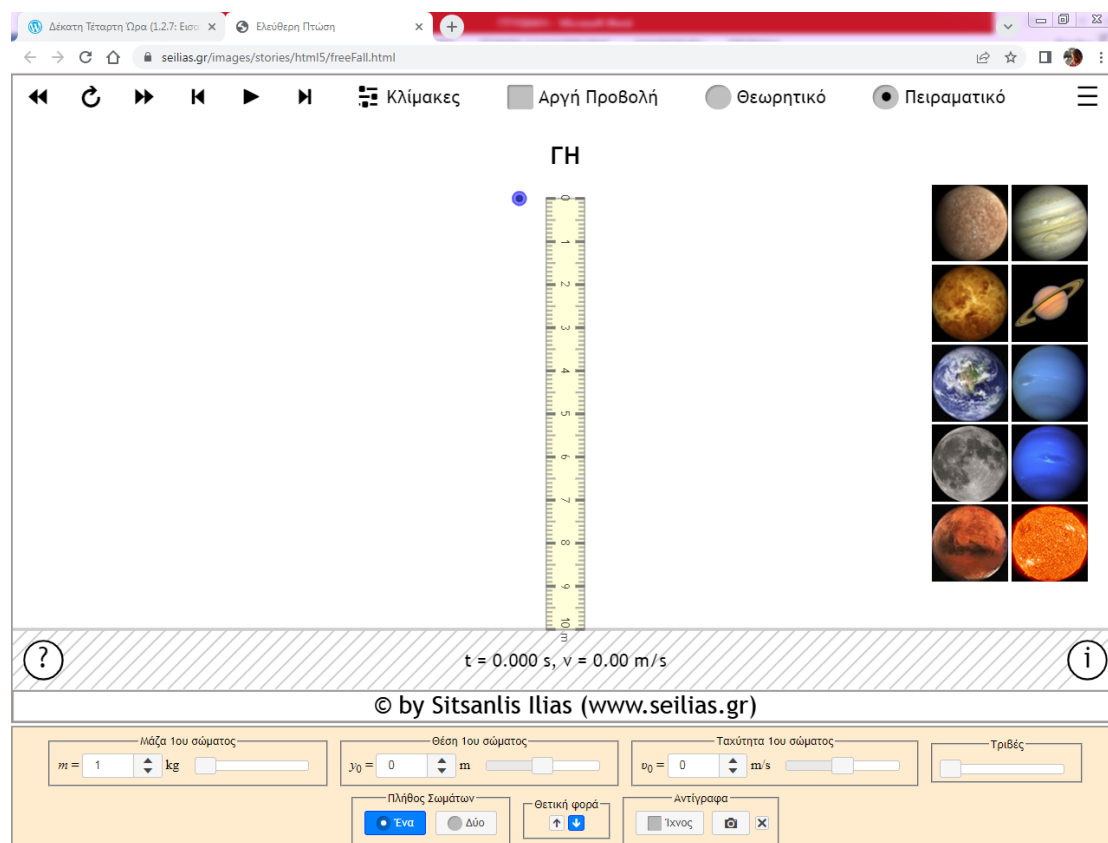 Δέκατη Τέταρτη Ώρα (1.2.7: Εισα
Ελεύθερη Πτώση
seilias.gr/images/stories/html5/freeFall.html
Κλίμακες
Αργή Προβολή
Θεωρητικό
Πειραματικό
ΓΗ
0
1
2
3
4
5
6
7
8
9
10
m
?
t = 0.000 s, v = 0.00 m/s
i
© by Sitsanlis Ilias (www.seilias.gr)
Μάζα 1ου σώματος
m = 1 kg
Θέση 1ου σώματος
y₀ = 0 m
Ταχύτητα 1ου σώματος
υ₀ = 0 m/s
Τριβές
Πλήθος Σωμάτων
Ένα
Δύο
Θετική φορά
Αντίγραφα
Ίχνος